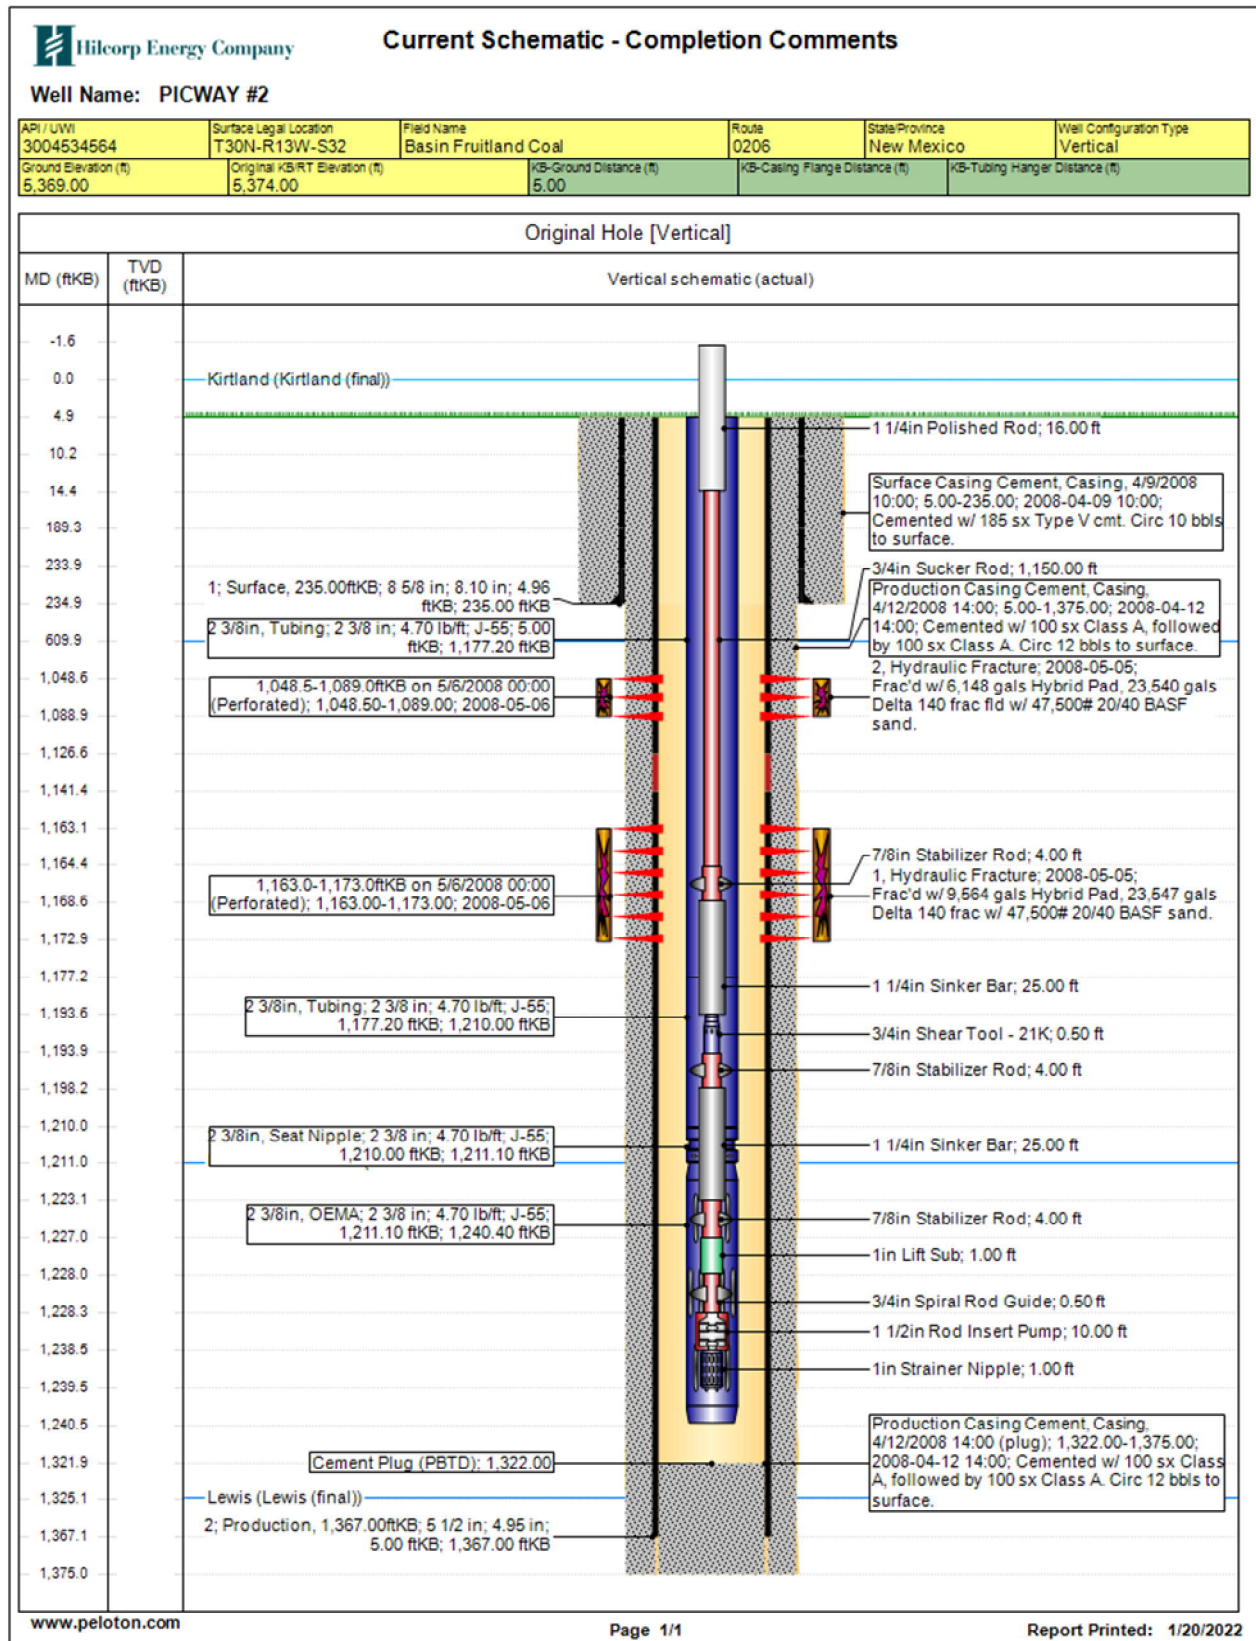 Hilcorp Energy Company
Current Schematic - Completion Comments
Well Name: PICWAY #2
API / UWI
3004534564
Surface Legal Location
T30N-R13W-S32
Field Name
Basin Fruitland Coal
Route
0206
State/Province
New Mexico
Well Configuration Type
Vertical
Ground Elevation (ft)
5,369.00
Original KB/RT Elevation (ft)
5,374.00
KB-Ground Distance (ft)
5.00
KB-Casing Flange Distance (ft)
KB-Tubing Hanger Distance (ft)
Original Hole [Vertical]
MD (ftKB)
TVD
(ftKB)
Vertical schematic (actual)
-1.6
0.0
4.9
10.2
14.4
189.3
233.9
234.9
609.9
1,048.6
1,088.9
1,126.6
1,141.4
1,163.1
1,164.4
1,168.6
1,172.9
1,177.2
1,193.6
1,193.9
1,198.2
1,210.0
1,211.0
1,223.1
1,227.0
1,228.0
1,228.3
1,238.5
1,239.5
1,240.5
1,321.9
1,325.1
1,367.1
1,375.0
Kirtland (Kirtland (final))
1; Surface, 235.00ftKB; 8 5/8 in; 8.10 in; 4.96
ftKB; 235.00 ftKB
2 3/8in, Tubing; 2 3/8 in; 4.70 lb/ft; J-55; 5.00
ftKB; 1,177.20 ftKB
1,048.5-1,089.0ftKB on 5/6/2008 00:00
(Perforated); 1,048.50-1,089.00; 2008-05-06
1,163.0-1,173.0ftKB on 5/6/2008 00:00
(Perforated); 1,163.00-1,173.00; 2008-05-06
2 3/8in, Tubing; 2 3/8 in; 4.70 lb/ft; J-55;
1,177.20 ftKB; 1,210.00 ftKB
2 3/8in, Seat Nipple; 2 3/8 in; 4.70 lb/ft; J-55;
1,210.00 ftKB; 1,211.10 ftKB
2 3/8in, OEMA; 2 3/8 in; 4.70 lb/ft; J-55;
1,211.10 ftKB; 1,240.40 ftKB
Cement Plug (PBTD); 1,322.00
Lewis (Lewis (final))
2; Production, 1,367.00ftKB; 5 1/2 in; 4.95 in;
5.00 ftKB; 1,367.00 ftKB
1 1/4in Polished Rod; 16.00 ft
Surface Casing Cement, Casing, 4/9/2008
10:00; 5.00-235.00; 2008-04-09 10:00;
Cemented w/ 185 sx Type V cmt. Circ 10 bbls
to surface.
3/4in Sucker Rod; 1,150.00 ft
Production Casing Cement, Casing,
4/12/2008 14:00; 5.00-1,375.00; 2008-04-12
14:00; Cemented w/ 100 sx Class A, followed
by 100 sx Class A. Circ 12 bbls to surface.
2, Hydraulic Fracture; 2008-05-05;
Frac'd w/ 6,148 gals Hybrid Pad, 23,540 gals
Delta 140 frac fld w/ 47,500# 20/40 BASF
sand.
7/8in Stabilizer Rod; 4.00 ft
1, Hydraulic Fracture; 2008-05-05;
Frac'd w/ 9,564 gals Hybrid Pad, 23,547 gals
Delta 140 frac w/ 47,500# 20/40 BASF sand.
1 1/4in Sinker Bar; 25.00 ft
3/4in Shear Tool - 21K; 0.50 ft
7/8in Stabilizer Rod; 4.00 ft
1 1/4in Sinker Bar; 25.00 ft
7/8in Stabilizer Rod; 4.00 ft
1in Lift Sub; 1.00 ft
3/4in Spiral Rod Guide; 0.50 ft
1 1/2in Rod Insert Pump; 10.00 ft
1in Strainer Nipple; 1.00 ft
Production Casing Cement, Casing,
4/12/2008 14:00 (plug); 1,322.00-1,375.00;
2008-04-12 14:00; Cemented w/ 100 sx Class
A, followed by 100 sx Class A. Circ 12 bbls to
surface.
www.peloton.com
Page 1/1
Report Printed: 1/20/2022